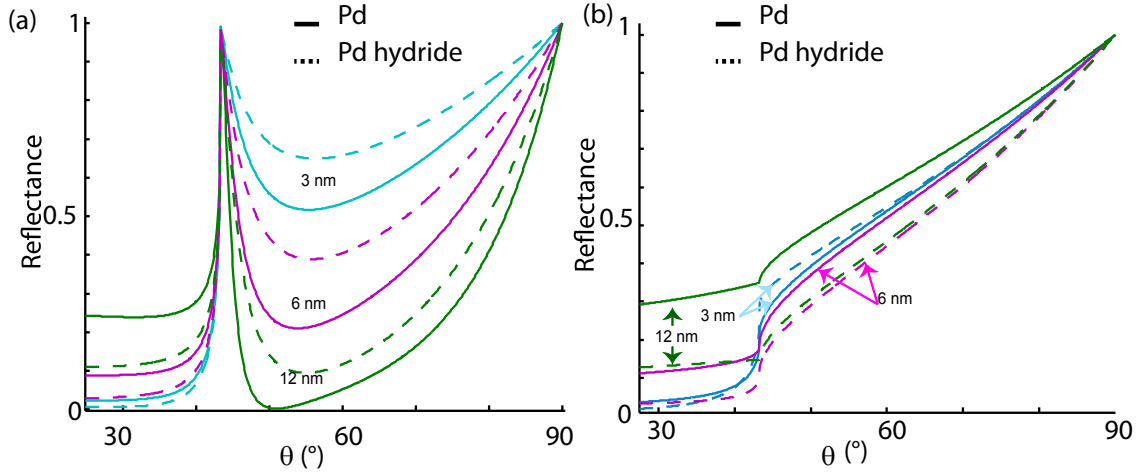 (a)
Pd
Pd hydride
1
0.5
0
Reflectance
3 nm
6 nm
12 nm
30
60
90
θ (°)
(b)
Pd
Pd hydride
1
0.5
0
Reflectance
3 nm
6 nm
12 nm
30
60
90
θ (°)